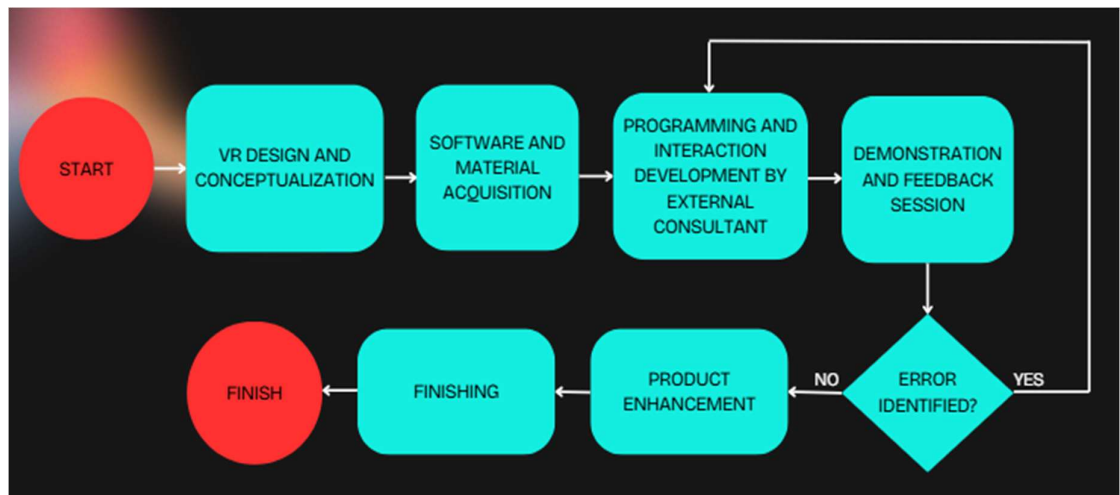 START
VR DESIGN AND
CONCEPTUALIZATION
SOFTWARE AND
MATERIAL
ACQUISITION
PROGRAMMING AND
INTERACTION
DEVELOPMENT BY
EXTERNAL
CONSULTANT
DEMONSTRATION
AND FEEDBACK
SESSION
ERROR
IDENTIFIED?
YES
NO
PRODUCT
ENHANCEMENT
FINISHING
FINISH